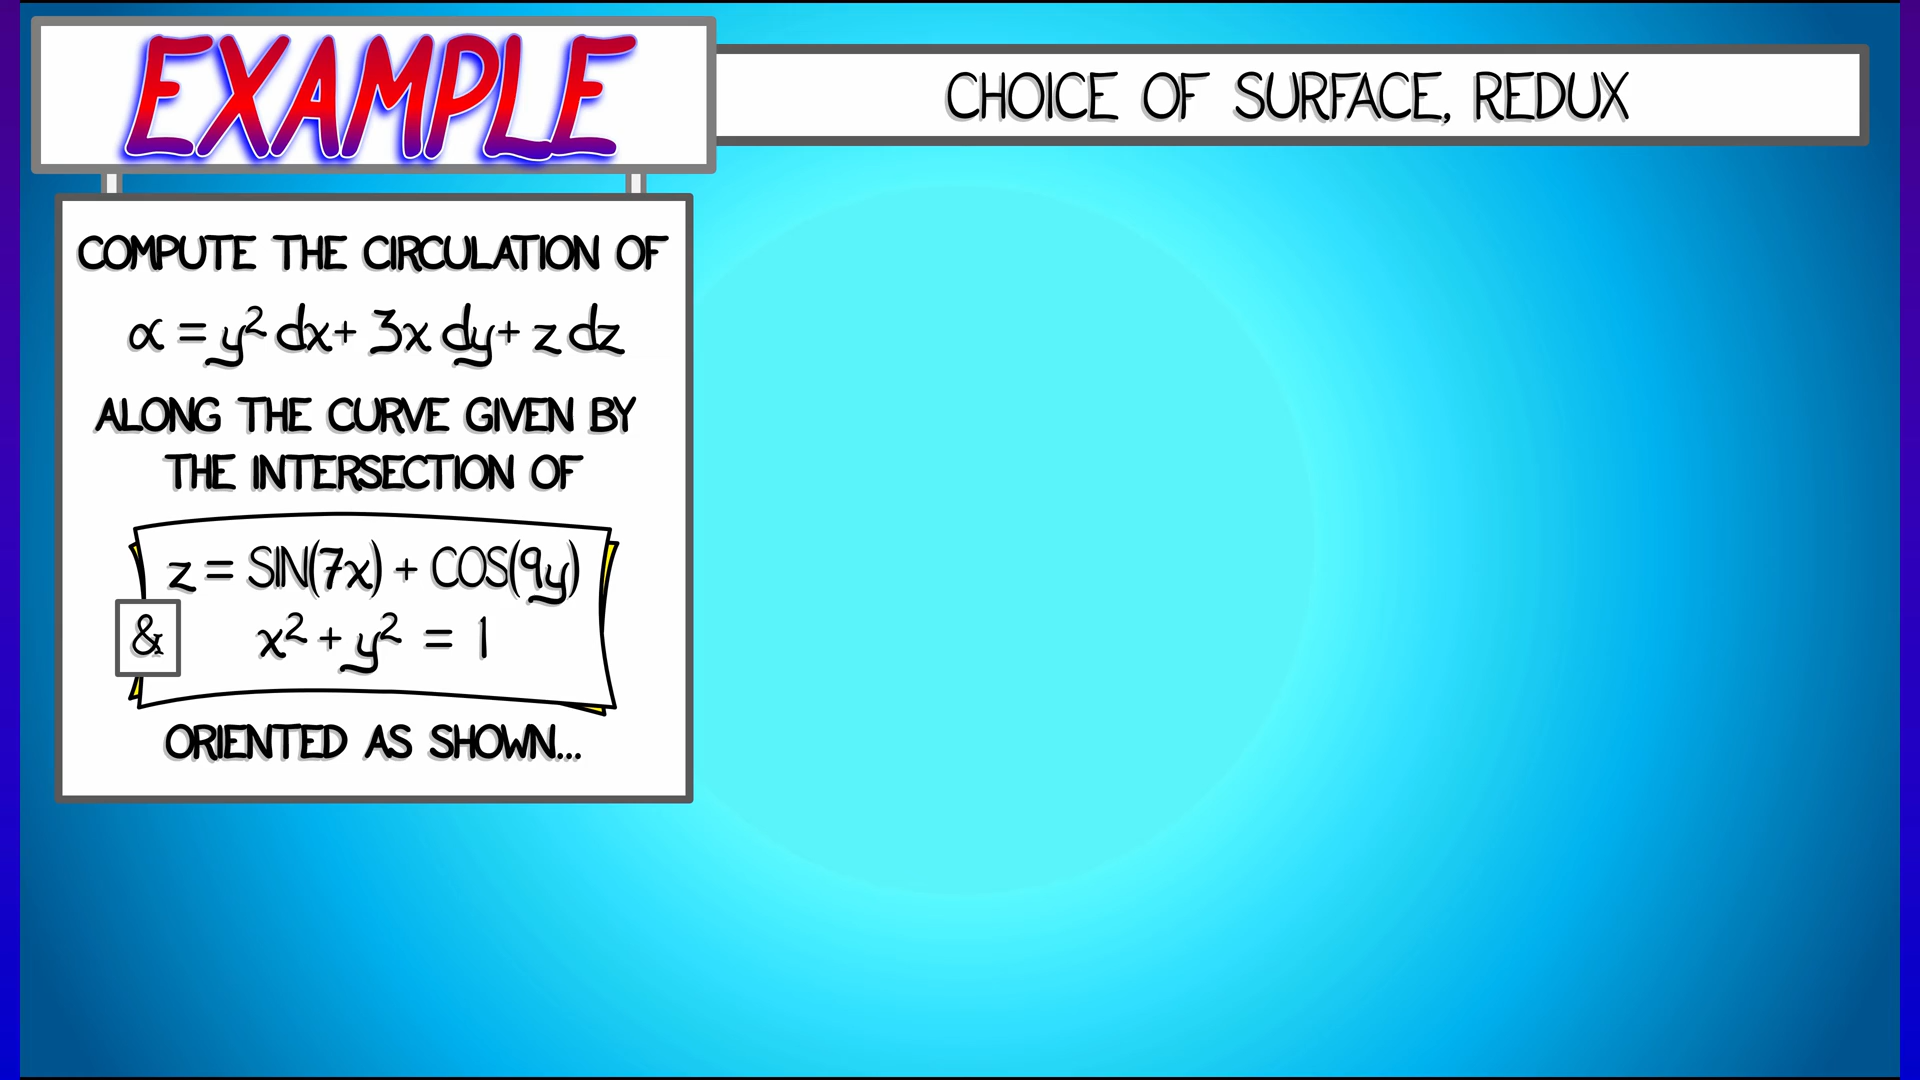 EXAMPLE
CHOICE OF SURFACE, REDUX
COMPUTE THE CIRCULATION OF
α = y² dx + 3x dy + z dz
ALONG THE CURVE GIVEN BY
THE INTERSECTION OF
z = SIN(7x) + COS(9y)
& x² + y² = 1
ORIENTED AS SHOWN...